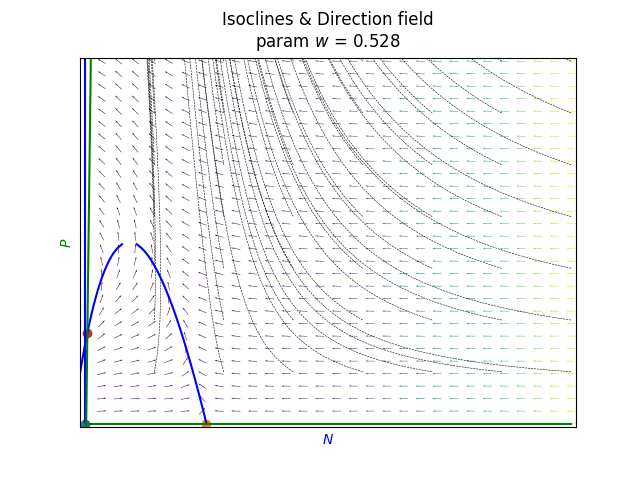 Isoclines & Direction field
param w = 0.528
P
N